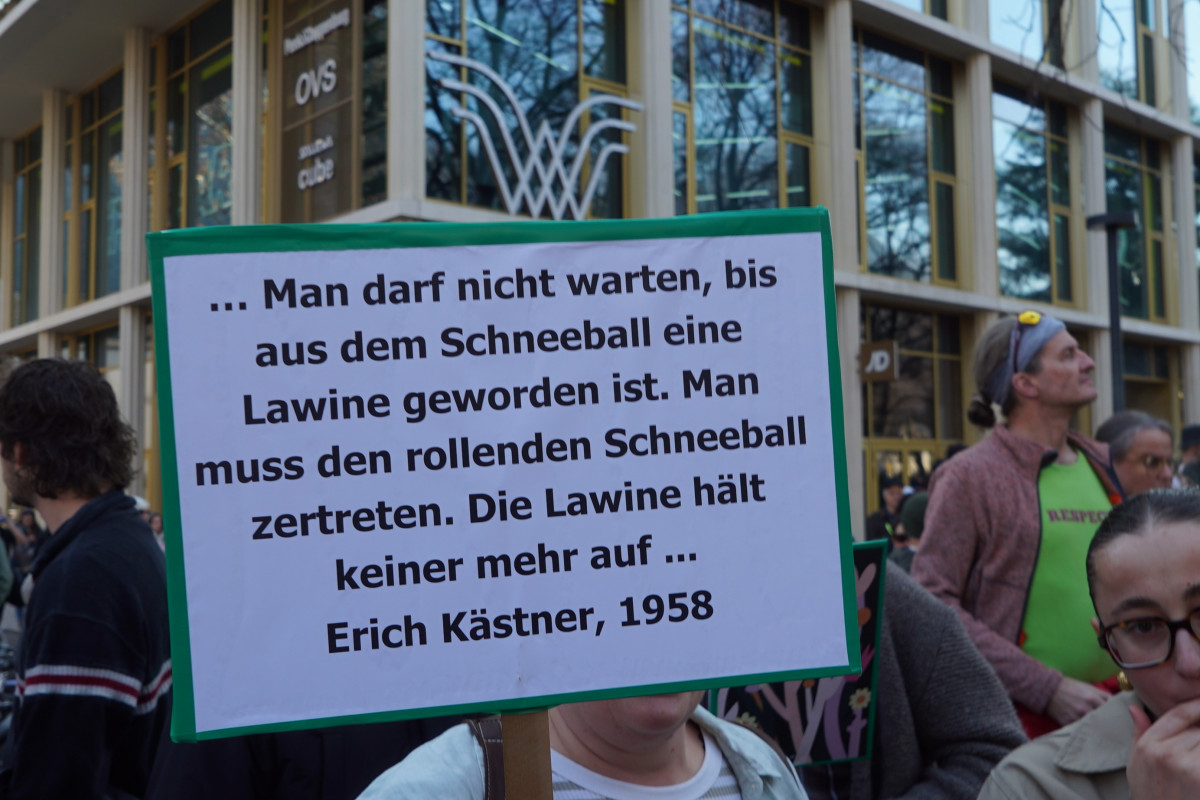 OVS
cube
... Man darf nicht warten, bis
aus dem Schneeball eine
Lawine geworden ist. Man
muss den rollenden Schneeball
zertreten. Die Lawine hält
keiner mehr auf ...
Erich Kästner, 1958
JD
RESPECT